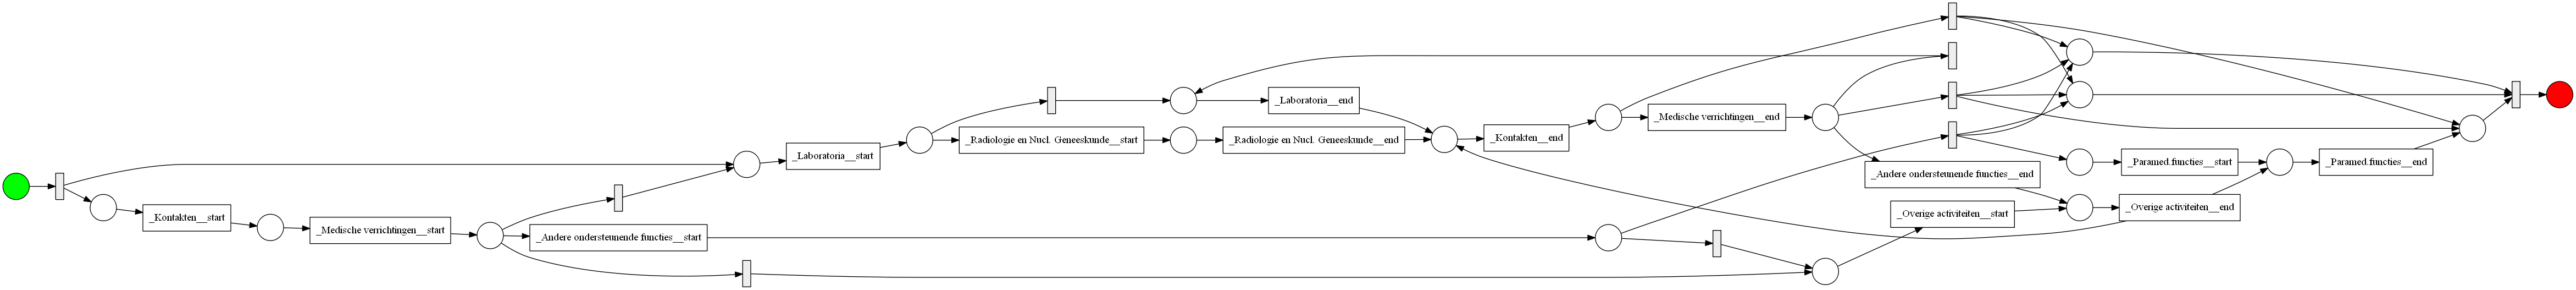 _Laboratoria__end
_Medische verrichtingen__end
_Kontakten__end
_Radiologie en Nucl. Geneeskunde__start
_Radiologie en Nucl. Geneeskunde__end
_Laboratoria__start
_Paramed.functies__start
_Paramed.functies__end
_Andere ondersteunende functies__end
_Overige activiteiten__end
_Overige activiteiten__start
_Kontakten__start
_Medische verrichtingen__start
_Andere ondersteunende functies__start